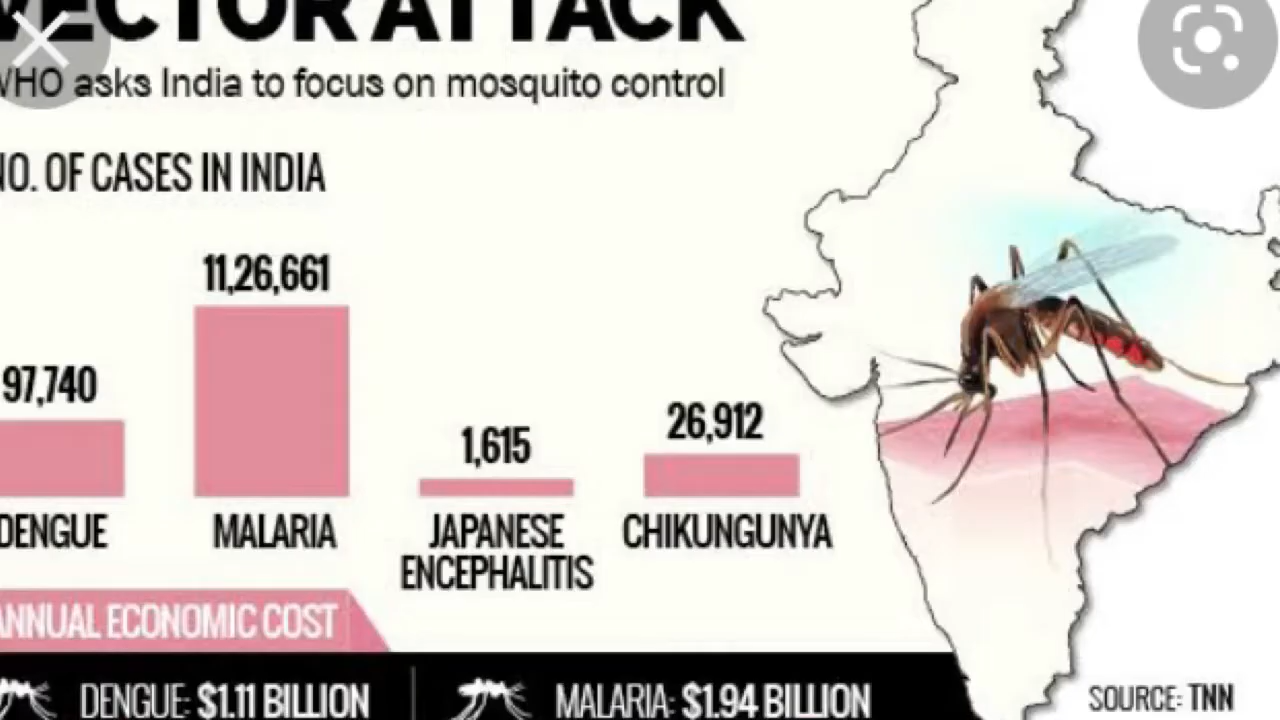 VECTOR ATTACK
WHO asks India to focus on mosquito control
NO. OF CASES IN INDIA
97,740
11,26,661
1,615
26,912
DENGUE
MALARIA
JAPANESE
ENCEPHALITIS
CHIKUNGUNYA
ANNUAL ECONOMIC COST
DENGUE: $1.11 BILLION
MALARIA: $1.94 BILLION
SOURCE: TNN